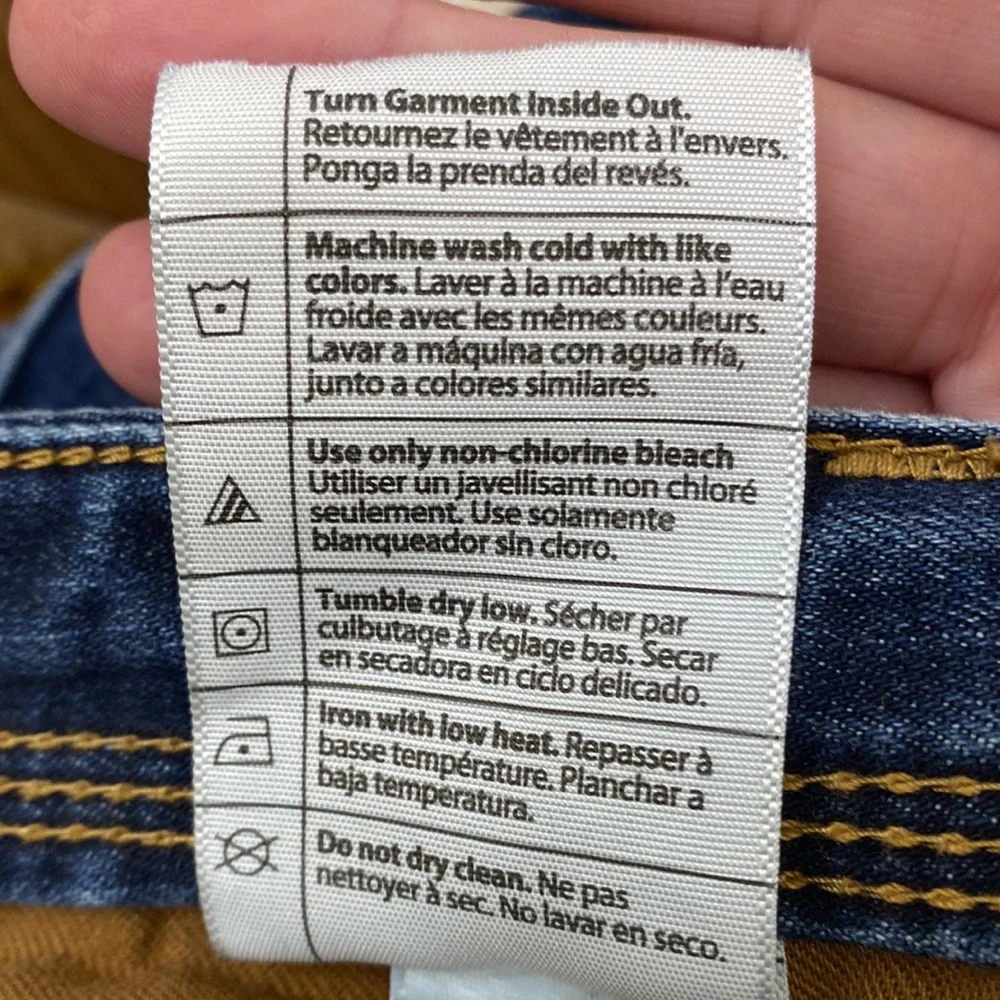 Turn Garment Inside Out.
Retournez le vêtement à l'envers.
Ponga la prenda del revés.
Machine wash cold with like
colors. Laver à la machine à l'eau
froide avec les mêmes couleurs.
Lavar a máquina con agua fría,
junto a colores similares.
Use only non-chlorine bleach
Utiliser un javellisant non chloré
seulement. Use solamente
blanqueador sin cloro.
Tumble dry low. Sécher par
culbutage à réglage bas. Secar
en secadora en ciclo delicado.
Iron with low heat. Repasser à
basse température. Planchar a
baja temperatura.
Do not dry clean. Ne pas
nettoyer à sec. No lavar en seco.